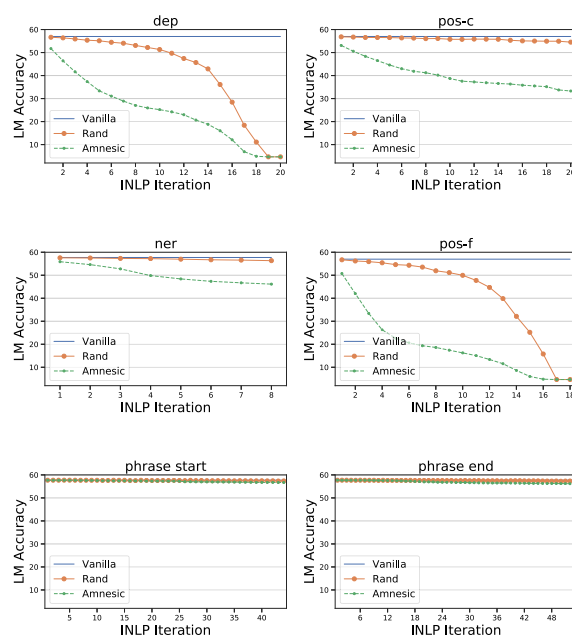 dep
LM Accuracy
60
50
40
30
20
10
Vanilla
Rand
Amnesic
2 4 6 8 10 12 14 16 18 20
INLP Iteration
pos-c
LM Accuracy
60
50
40
30
20
10
Vanilla
Rand
Amnesic
2 4 6 8 10 12 14 16 18 20
INLP Iteration
ner
LM Accuracy
60
50
40
30
20
10
Vanilla
Rand
Amnesic
1 2 3 4 5 6 7 8
INLP Iteration
pos-f
LM Accuracy
60
50
40
30
20
10
Vanilla
Rand
Amnesic
2 4 6 8 10 12 14 16 18
INLP Iteration
phrase start
LM Accuracy
60
50
40
30
20
10
Vanilla
Rand
Amnesic
5 10 15 20 25 30 35 40
INLP Iteration
phrase end
LM Accuracy
60
50
40
30
20
10
Vanilla
Rand
Amnesic
6 12 18 24 30 36 42 48
INLP Iteration